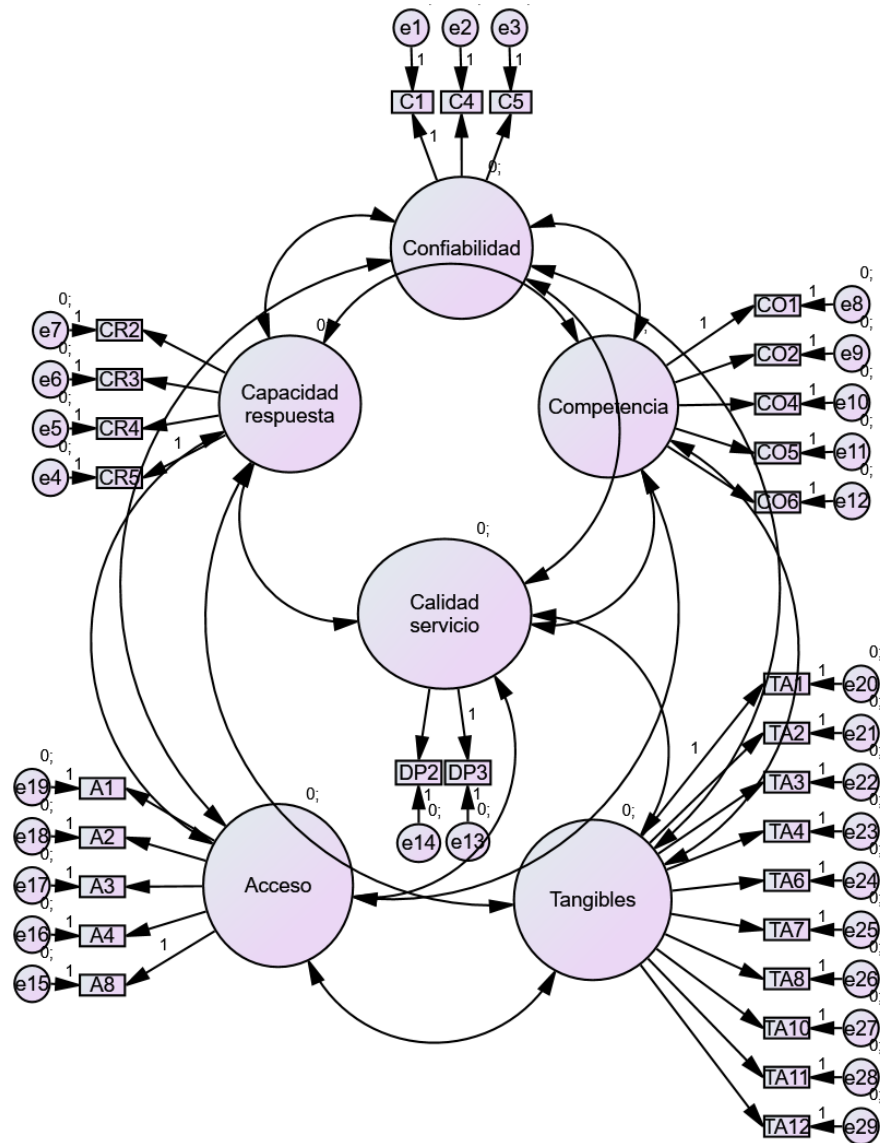 e1 e2 e3
1 1 1
C1 C4 C5
1
0;
Confiabilidad
0;
e7 1 CR2
0;
e6 1 CR3
0;
e5 1 CR4
0;
e4 1 CR5
1
0;
Capacidad
respuesta
Competencia
1
0;
CO1 1 e8
0;
CO2 1 e9
0;
CO4 1 e10
0;
CO5 1 e11
0;
CO6 1 e12
0;
Calidad
servicio
1
DP2 DP3
1 1
0; 0;
e14 e13
0;
e19 1 A1
0;
e18 1 A2
0;
e17 1 A3
0;
e16 1 A4
0;
e15 1 A8
1
0;
Acceso
0;
Tangibles
1
0;
TA1 1 e20
0;
TA2 1 e21
0;
TA3 1 e22
0;
TA4 1 e23
0;
TA6 1 e24
0;
TA7 1 e25
0;
TA8 1 e26
0;
TA10 1 e27
0;
TA11 1 e28
0;
TA12 1 e29